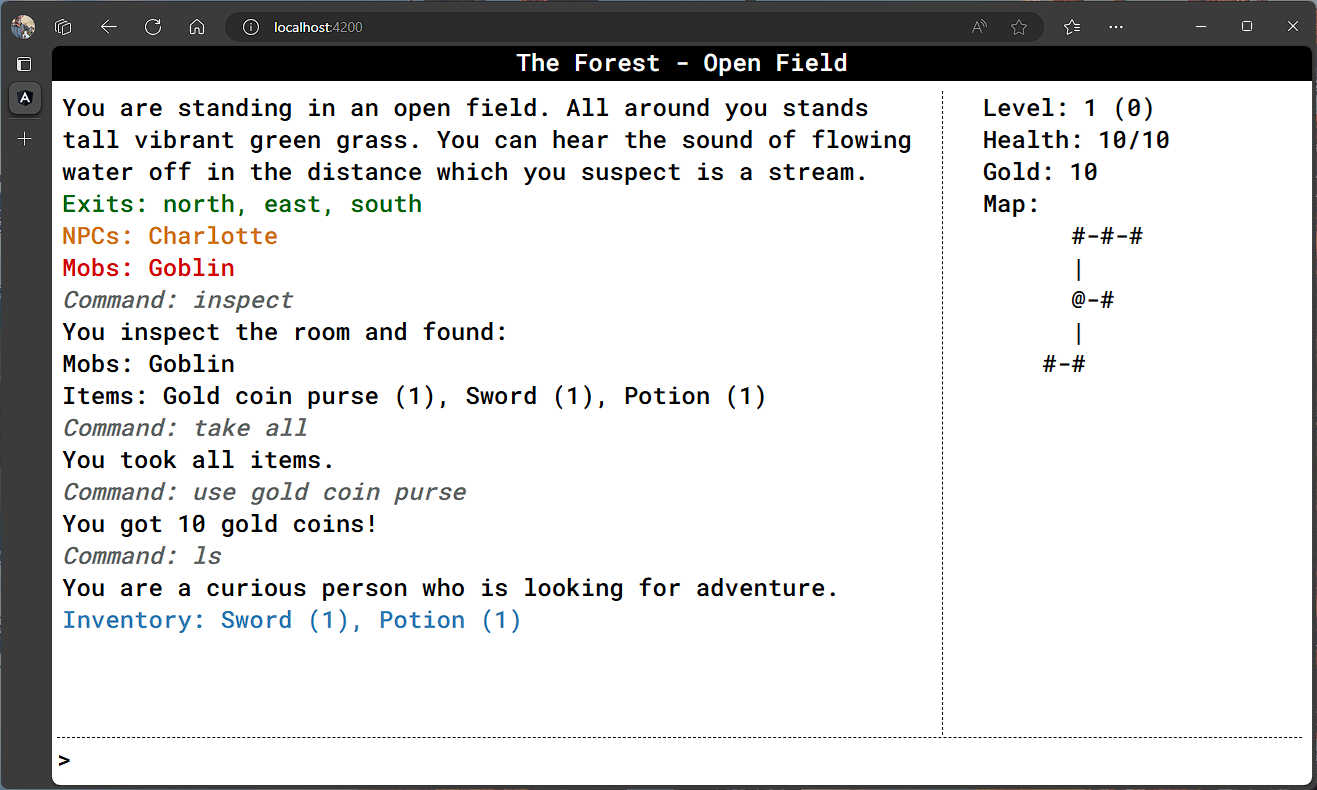 localhost:4200
The Forest - Open Field
You are standing in an open field. All around you stands
tall vibrant green grass. You can hear the sound of flowing
water off in the distance which you suspect is a stream.
Exits: north, east, south
NPCs: Charlotte
Mobs: Goblin
Command: inspect
You inspect the room and found:
Mobs: Goblin
Items: Gold coin purse (1), Sword (1), Potion (1)
Command: take all
You took all items.
Command: use gold coin purse
You got 10 gold coins!
Command: ls
You are a curious person who is looking for adventure.
Inventory: Sword (1), Potion (1)
Level: 1 (0)
Health: 10/10
Gold: 10
Map:
#-#-#
|
@-#
|
#-#
>